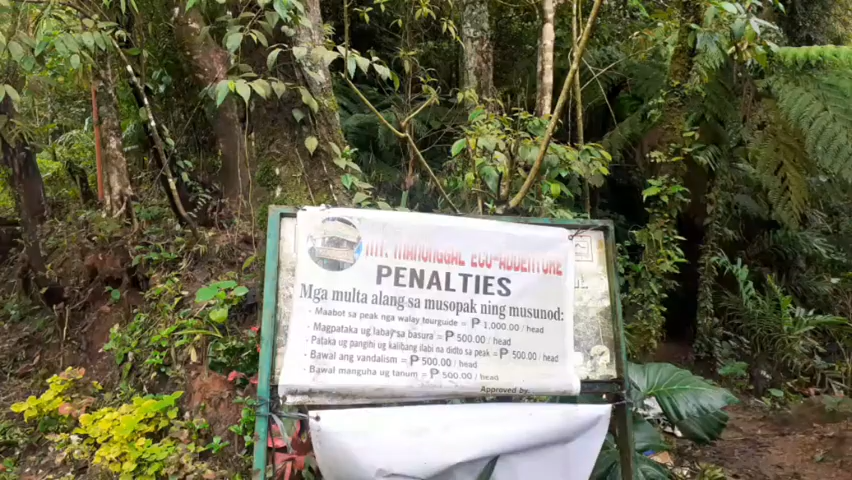 MT. MANUNGGAL ECO-ADVENTURE
PENALTIES
Mga multa alang sa musopak ning musunod:
- Maabot sa peak nga walay tourguide = ₱ 1,000.00 / head
- Magpataka ug labay sa basura = ₱ 500.00 / head
- Pataka ug pangihi ug kalibang ilabi na didto sa peak = ₱ 500.00 / head
- Bawal ang vandalism = ₱ 500.00 / head
- Bawal manguha ug tanum = ₱ 500.00 / head
Approved by: